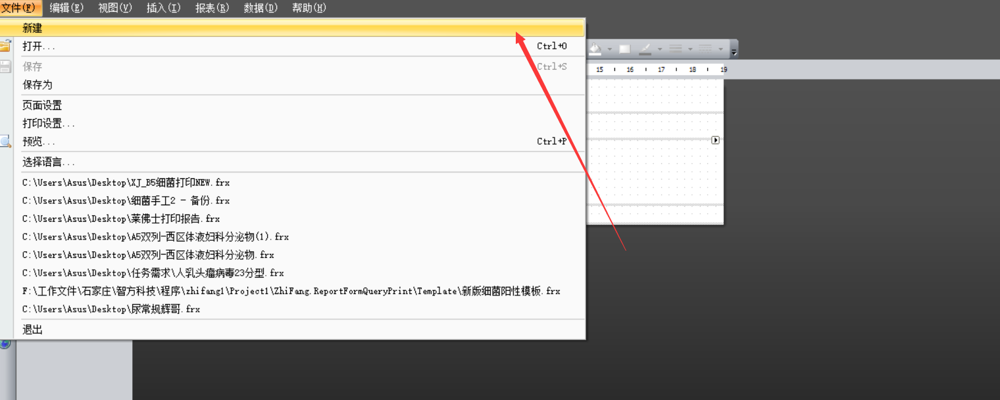 文件(F) 编辑(E) 视图(V) 插入(I) 报表(R) 数据(D) 帮助(H)
新建
打开... Ctrl+O
保存 Ctrl+S
保存为
页面设置
打印设置...
预览... Ctrl+P
选择语言...
C:\Users\Asus\Desktop\XJ_B5细菌打印NEW.frx
C:\Users\Asus\Desktop\细菌手工2 - 备份.frx
C:\Users\Asus\Desktop\莱佛士打印报告.frx
C:\Users\Asus\Desktop\A5双列-西区体液妇科分泌物(1).frx
C:\Users\Asus\Desktop\A5双列-西区体液妇科分泌物.frx
C:\Users\Asus\Desktop\任务需求\人乳头瘤病毒23分型.frx
F:\工作文件\石家庄\智方科技\程序\zhifang1\Project1\ZhiFang.ReportFormQueryPrint\Template\新版细菌阳性模板.frx
C:\Users\Asus\Desktop\尿常规辉哥.frx
退出
15 16 17 18 19